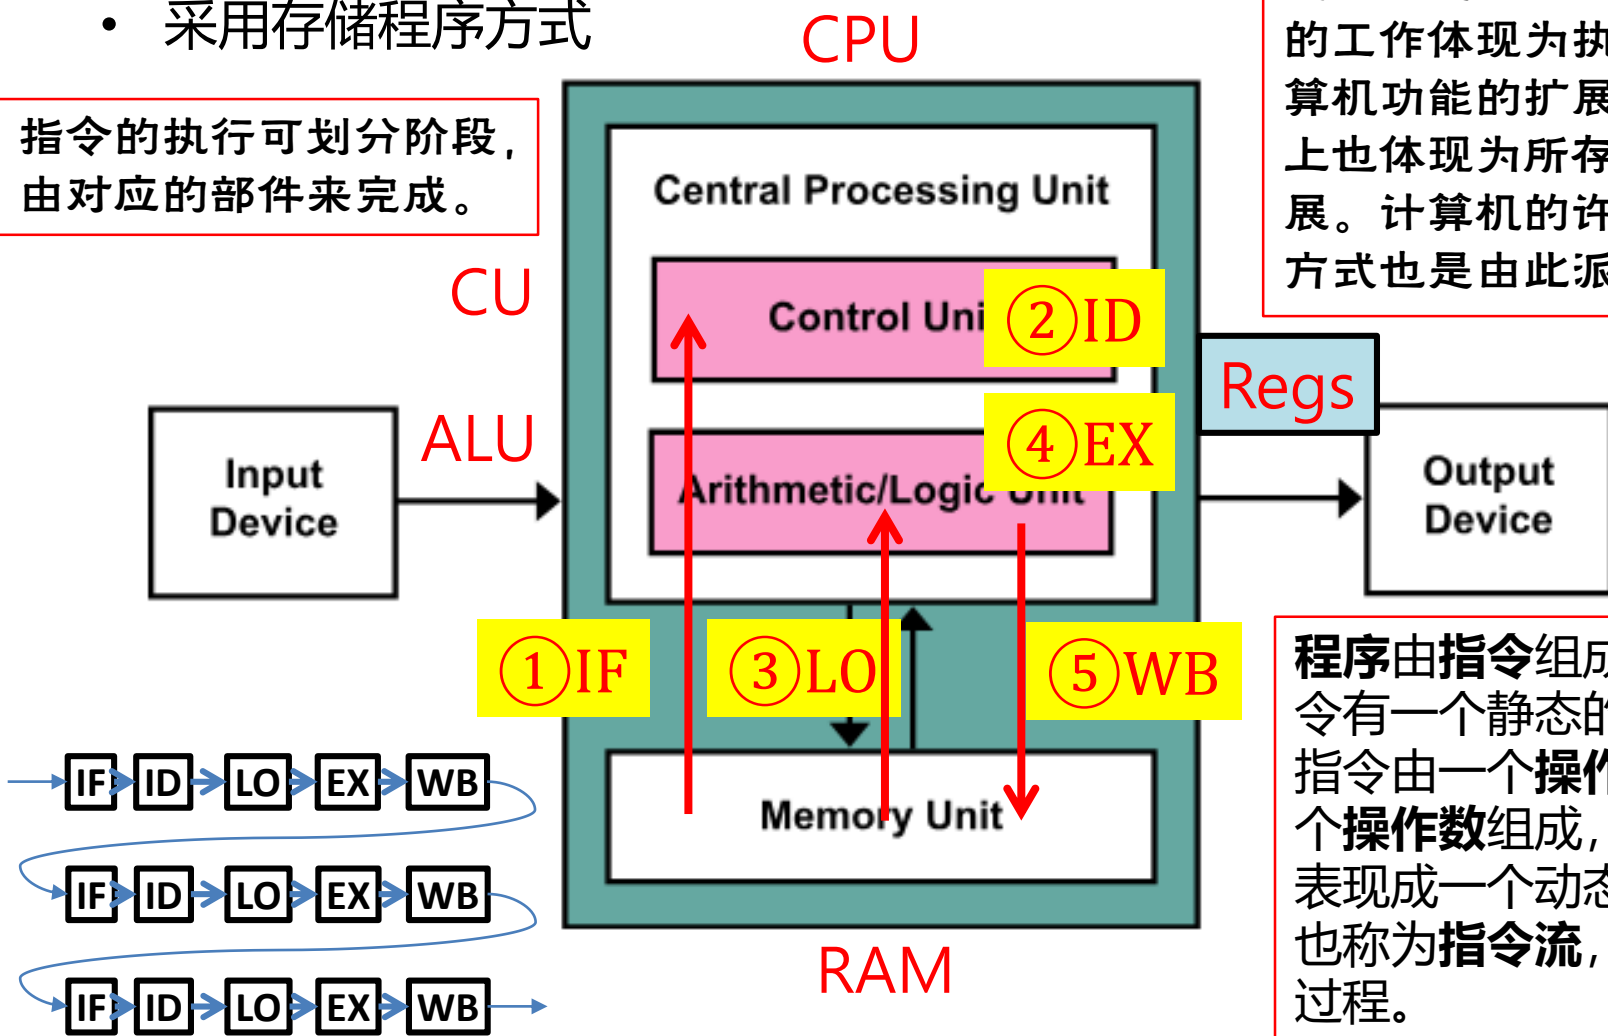 • 采用存储程序方式
CPU
的工作体现为执
算机功能的扩展
上也体现为所存
展。计算机的许
方式也是由此派
指令的执行可划分阶段，
由对应的部件来完成。
Central Processing Unit
CU
Control Uni
②ID
Regs
ALU
④EX
Arithmetic/Logic Unit
Input
Device
Output
Device
①IF
③LO
⑤WB
Memory Unit
RAM
IF ID LO EX WB
IF ID LO EX WB
IF ID LO EX WB
程序由指令组成
令有一个静态的
指令由一个操作
个操作数组成，
表现成一个动态
也称为指令流，
过程。